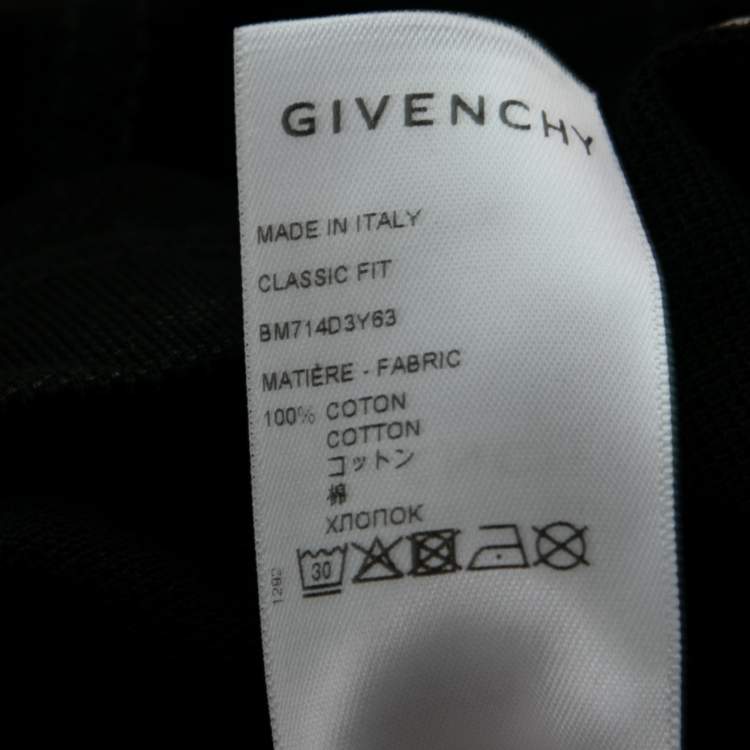 GIVENCHY
MADE IN ITALY
CLASSIC FIT
BM714D3Y63
MATIÈRE - FABRIC
100% COTON
COTTON
コットン
棉
ХЛОПОК
30
1292